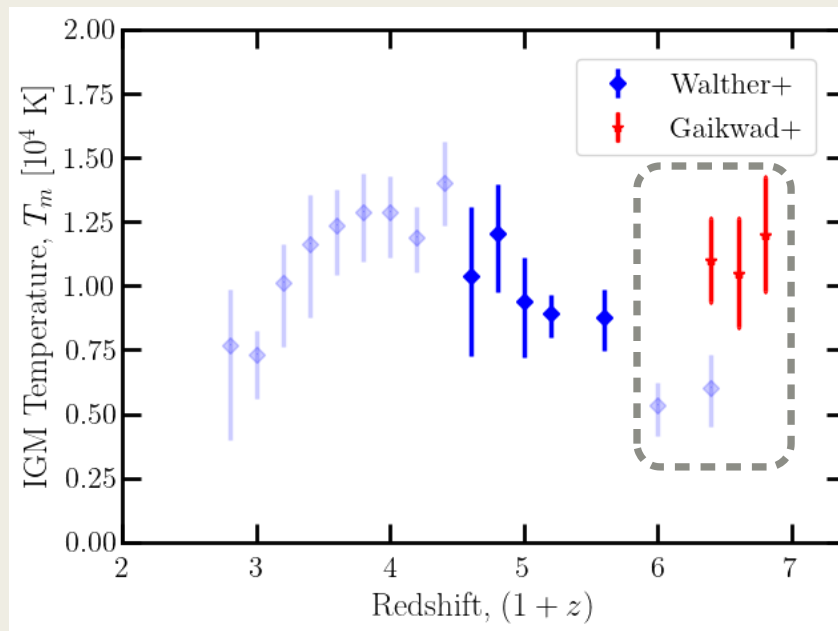 2.00
1.75
1.50
1.25
1.00
0.75
0.50
0.25
0.00
IGM Temperature, $T_m$ [$10^4$ K]
Walther+
Gaikwad+
2 3 4 5 6 7
Redshift, $(1 + z)$